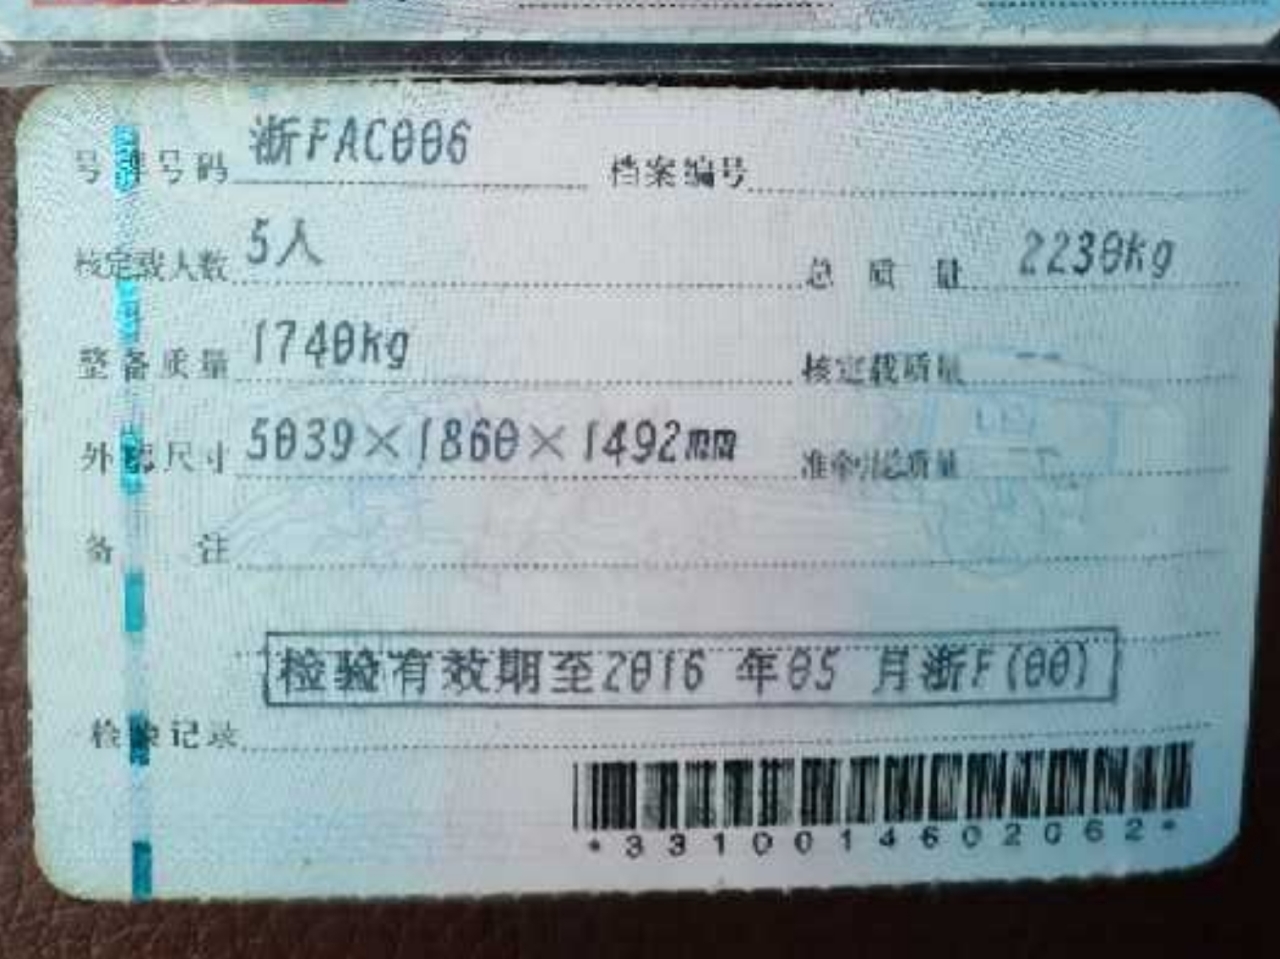 号牌号码 浙FAC006 档案编号
核定载人数 5人 总质量 2230kg
整备质量 1740kg 核定载质量 --
外廓尺寸 5039×1860×1492mm 准牵引总质量 --
备注
检验有效期至2016 年05 月浙F(00)
检验记录
*3310014602062*